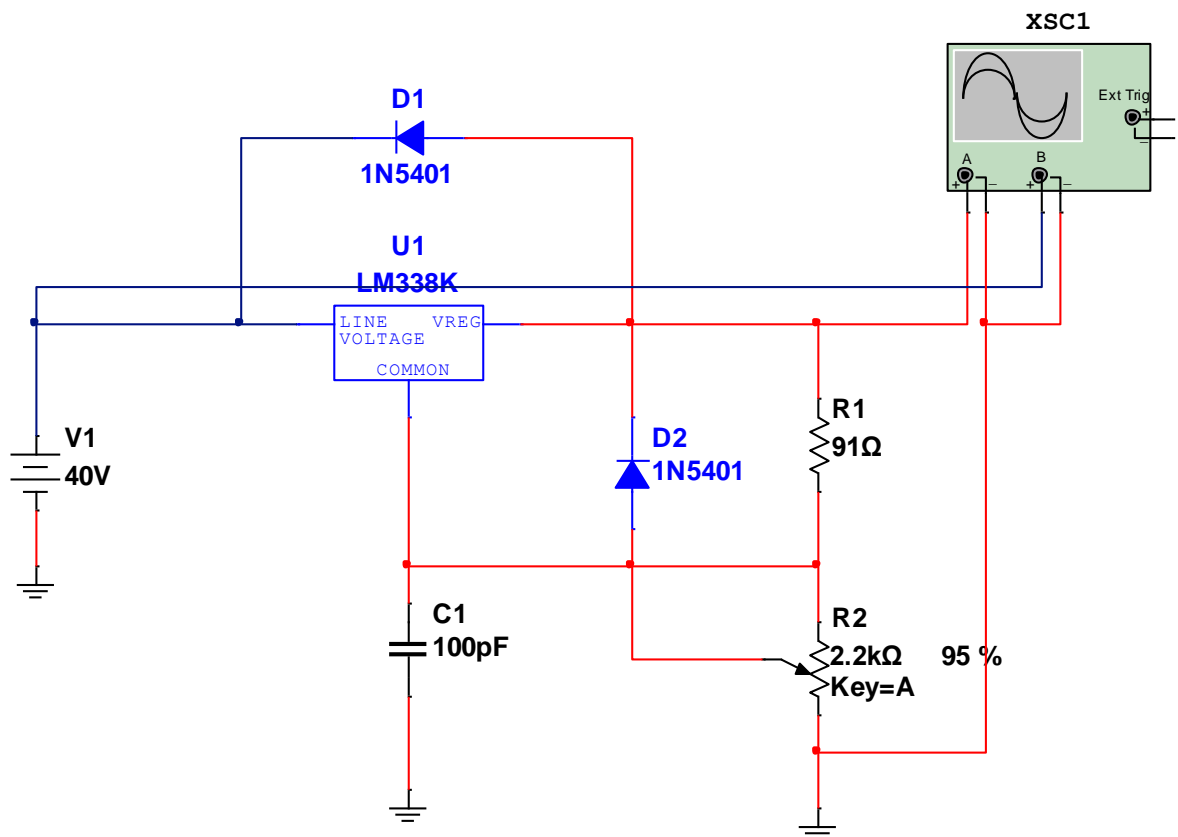 XSC1
Ext Trig
+
–
A
B
+ –
+ –
D1
1N5401
U1
LM338K
LINE VREG
VOLTAGE
COMMON
V1
40V
D2
1N5401
R1
91Ω
C1
100pF
R2
2.2kΩ 95 %
Key=A